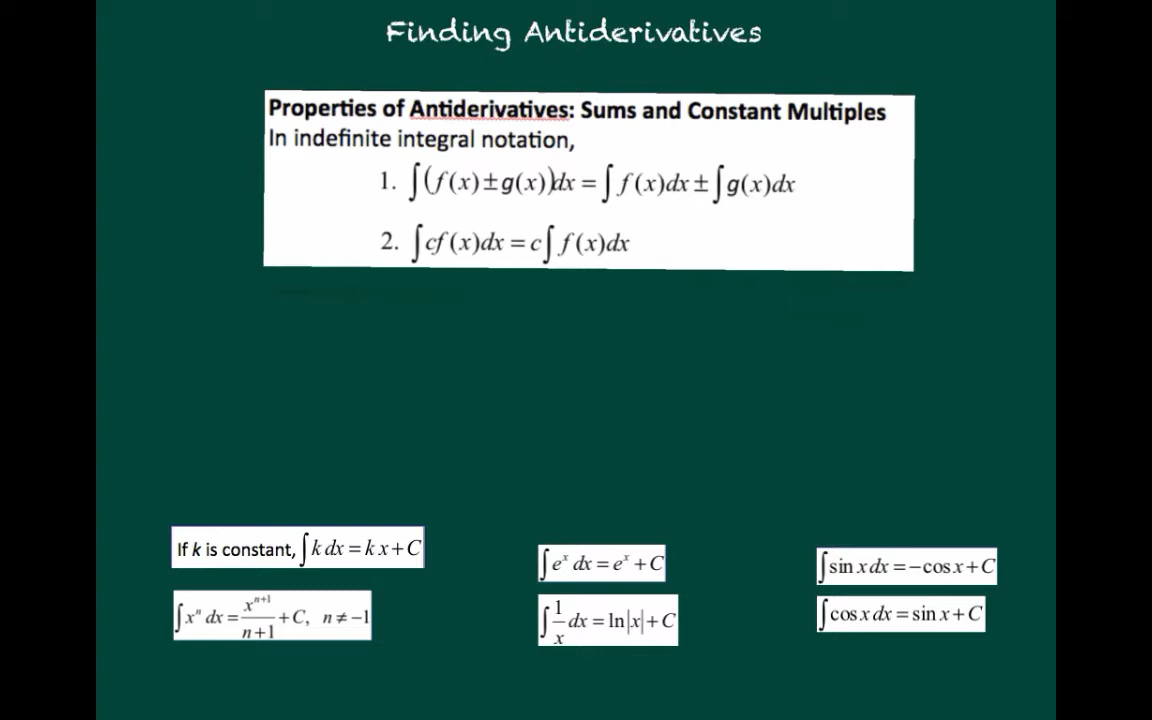 Finding Antiderivatives
Properties of Antiderivatives: Sums and Constant Multiples
In indefinite integral notation,
1. ∫(f(x)±g(x))dx = ∫f(x)dx ± ∫g(x)dx
2. ∫cf(x)dx = c∫f(x)dx
If k is constant, ∫k dx = k x + C
∫x^n dx = x^(n+1)/(n+1) + C, n ≠ −1
∫e^x dx = e^x + C
∫1/x dx = ln|x| + C
∫sin x dx = −cos x + C
∫cos x dx = sin x + C